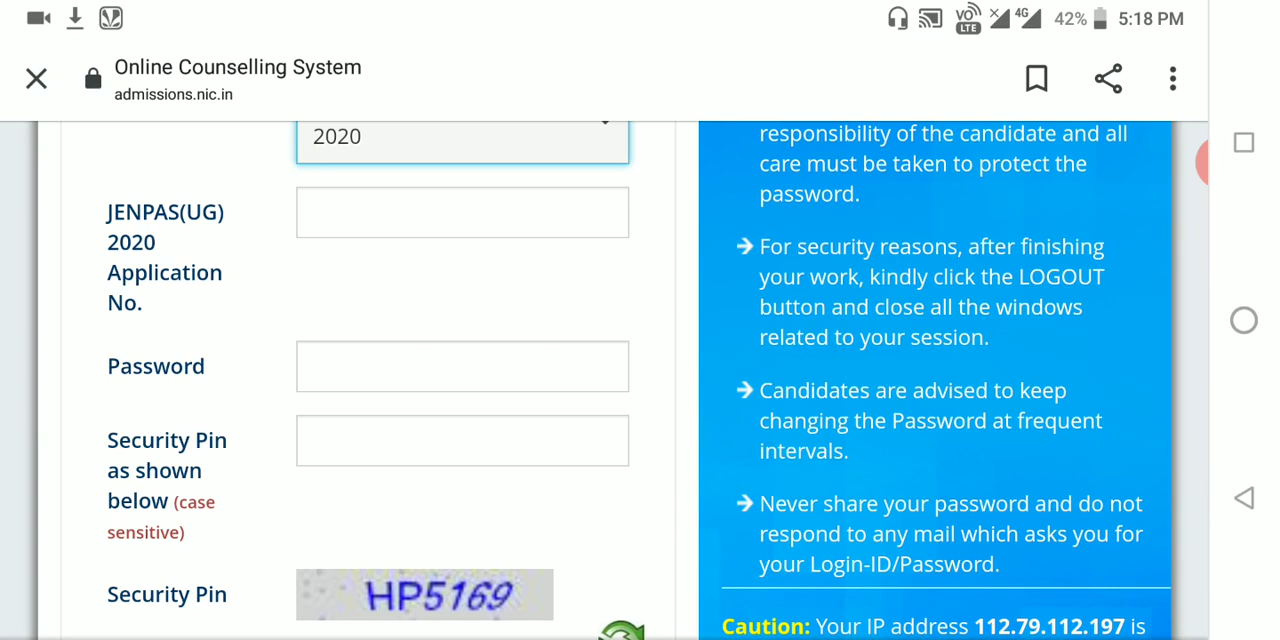 VO LTE 4G 42% 5:18 PM
Online Counselling System
admissions.nic.in
2020
JENPAS(UG)
2020
Application
No.
Password
Security Pin
as shown
below (case
sensitive)
Security Pin
HP5169
responsibility of the candidate and all
care must be taken to protect the
password.
For security reasons, after finishing
your work, kindly click the LOGOUT
button and close all the windows
related to your session.
Candidates are advised to keep
changing the Password at frequent
intervals.
Never share your password and do not
respond to any mail which asks you for
your Login-ID/Password.
Caution: Your IP address 112.79.112.197 is